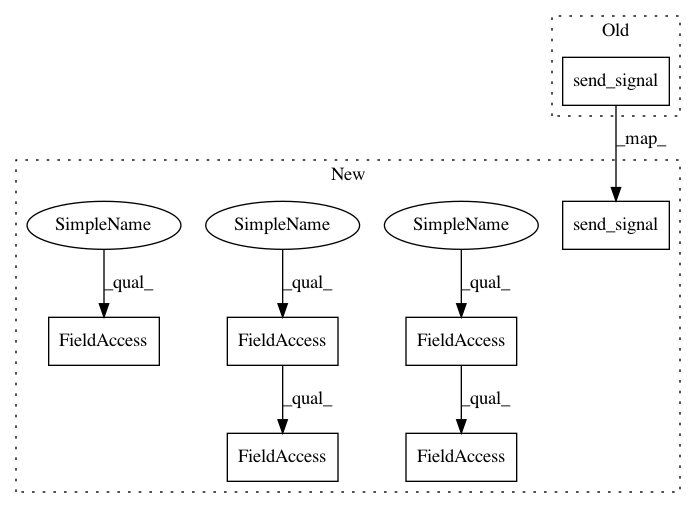 Old
send_signal
_map_
New
SimpleName
SimpleName
SimpleName
send_signal
_qual_
_qual_
_qual_
FieldAccess
FieldAccess
FieldAccess
_qual_
_qual_
FieldAccess
FieldAccess